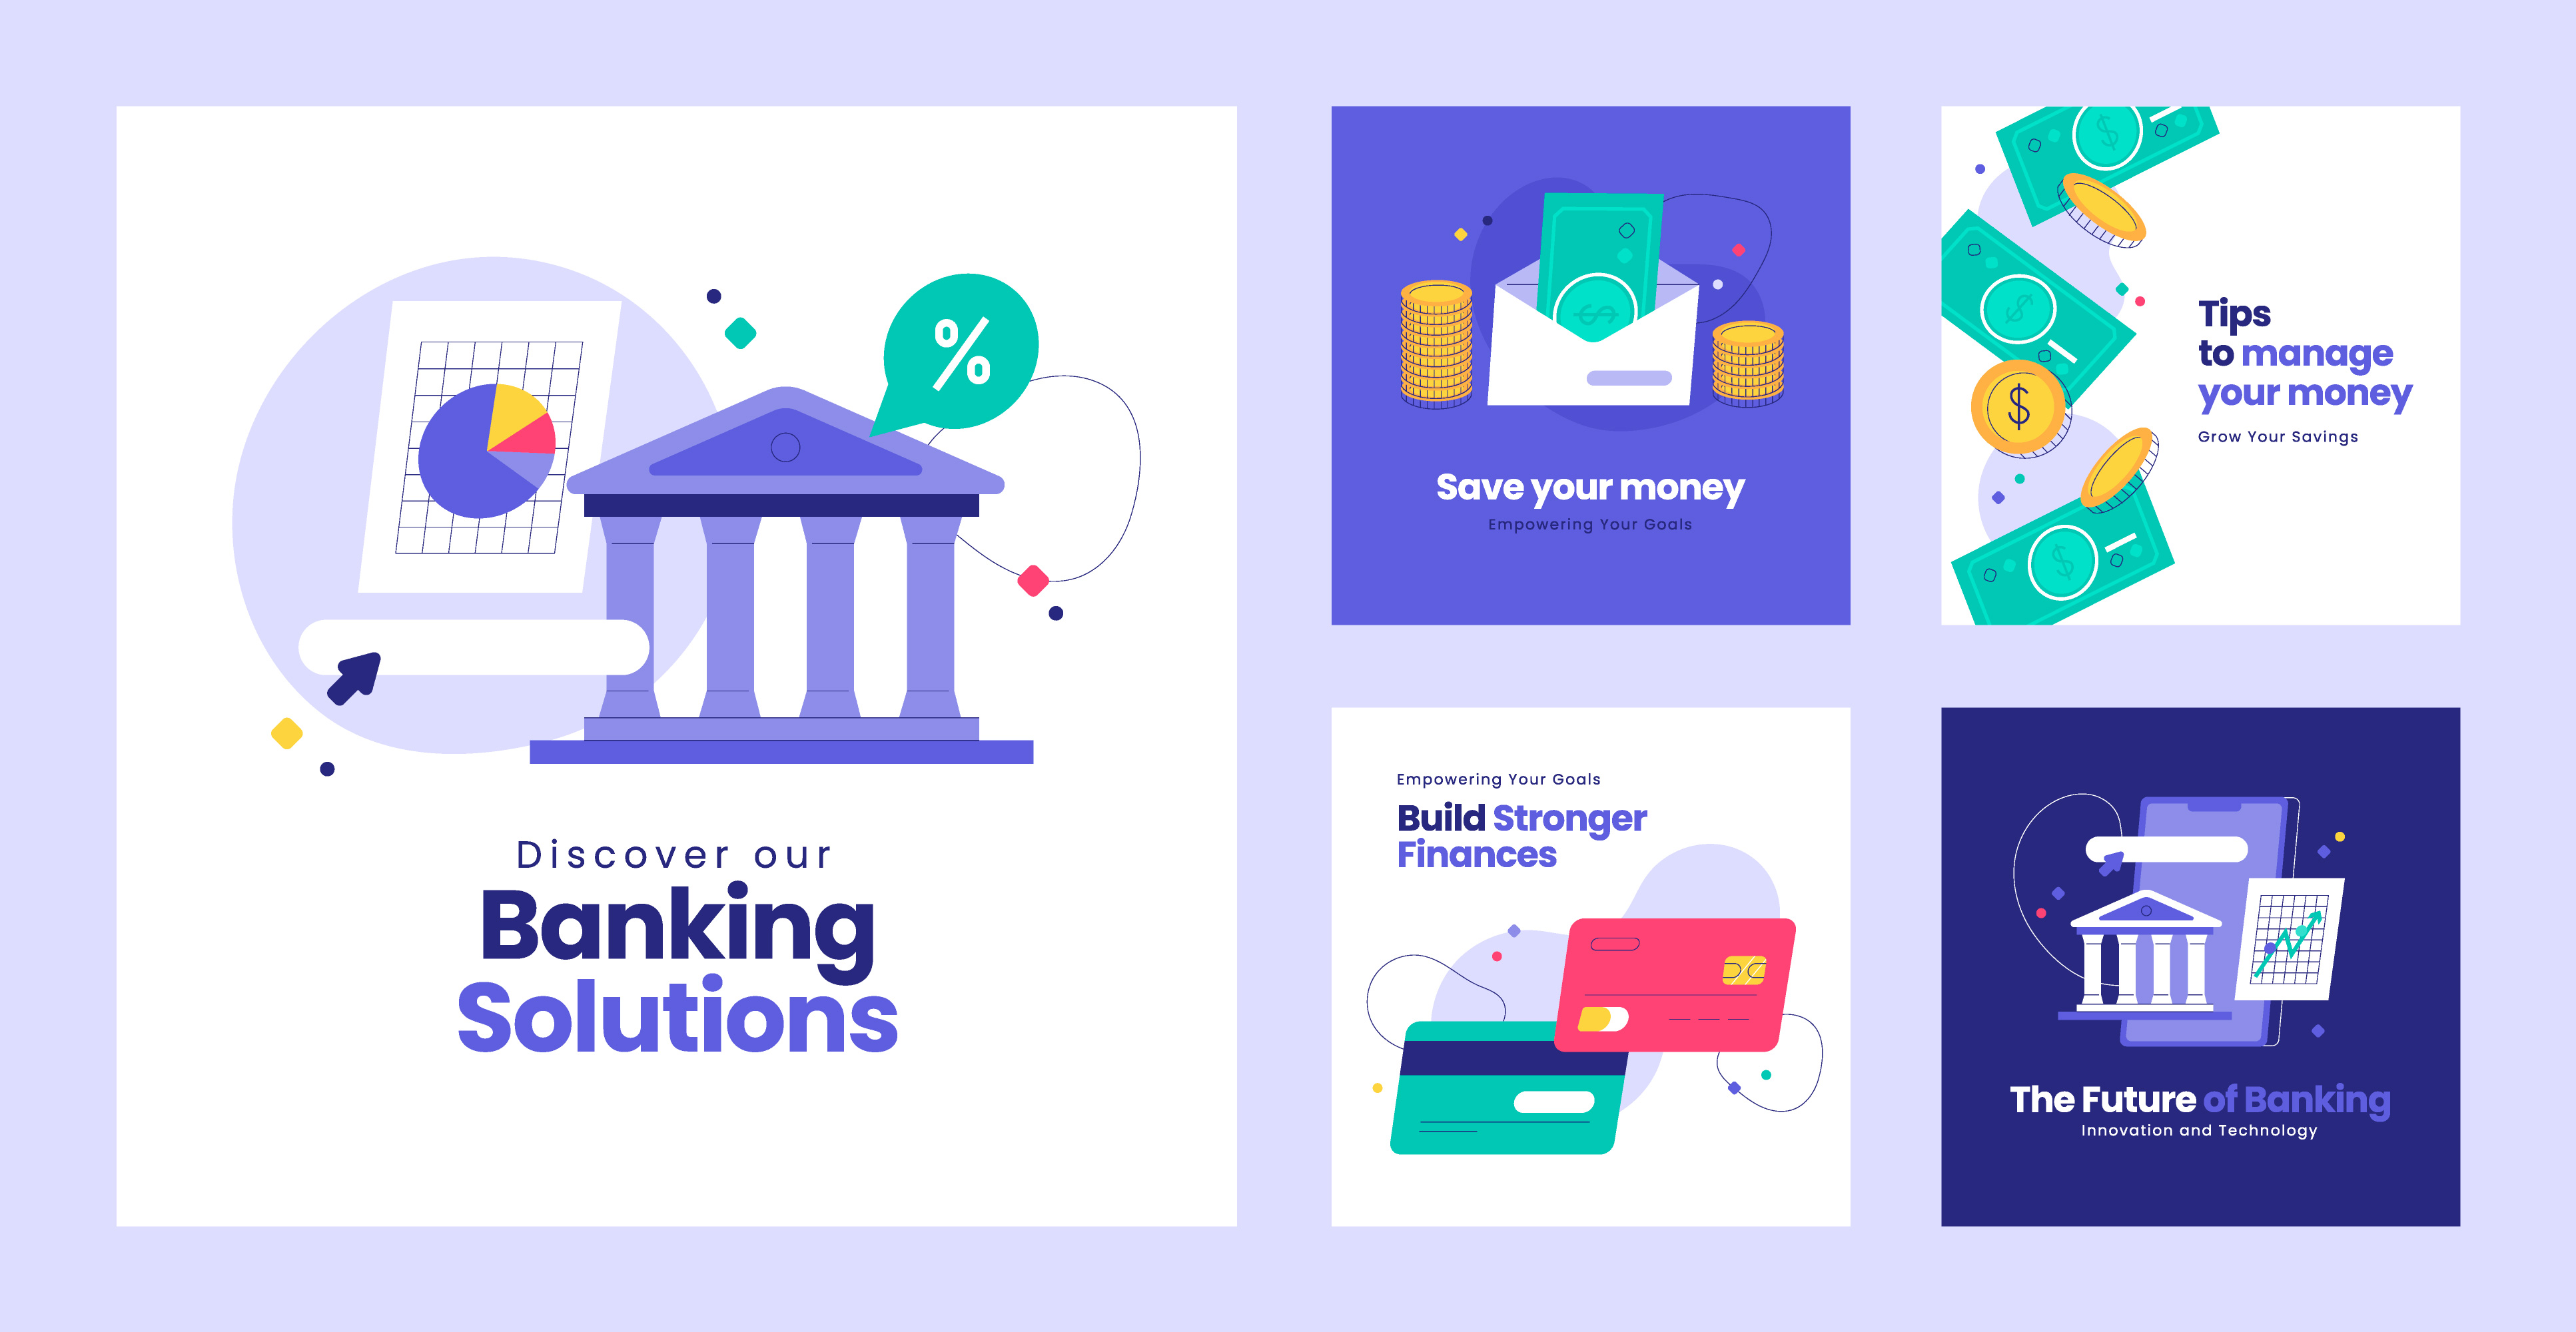 %
Discover our
Banking
Solutions
$
Save your money
Empowering Your Goals
$
$
$
$
Tips
to manage
your money
Grow Your Savings
Empowering Your Goals
Build Stronger
Finances
The Future of Banking
Innovation and Technology